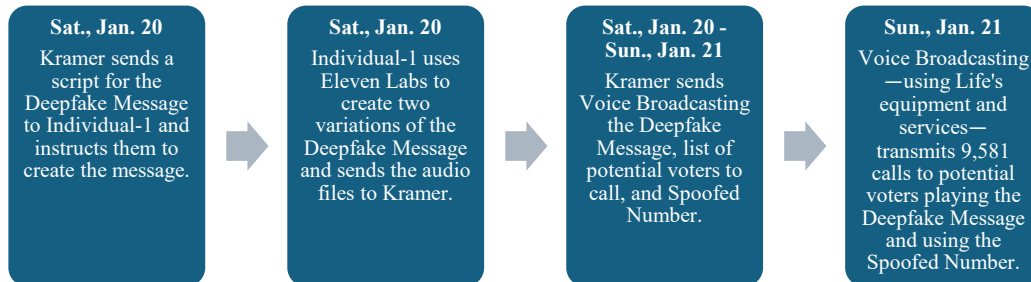 Sat., Jan. 20
Kramer sends a
script for the
Deepfake Message
to Individual-1 and
instructs them to
create the message.
Sat., Jan. 20
Individual-1 uses
Eleven Labs to
create two
variations of the
Deepfake Message
and sends the audio
files to Kramer.
Sat., Jan. 20 -
Sun., Jan. 21
Kramer sends
Voice Broadcasting
the Deepfake
Message, list of
potential voters to
call, and Spoofed
Number.
Sun., Jan. 21
Voice Broadcasting
—using Life's
equipment and
services—
transmits 9,581
calls to potential
voters playing the
Deepfake Message
and using the
Spoofed Number.